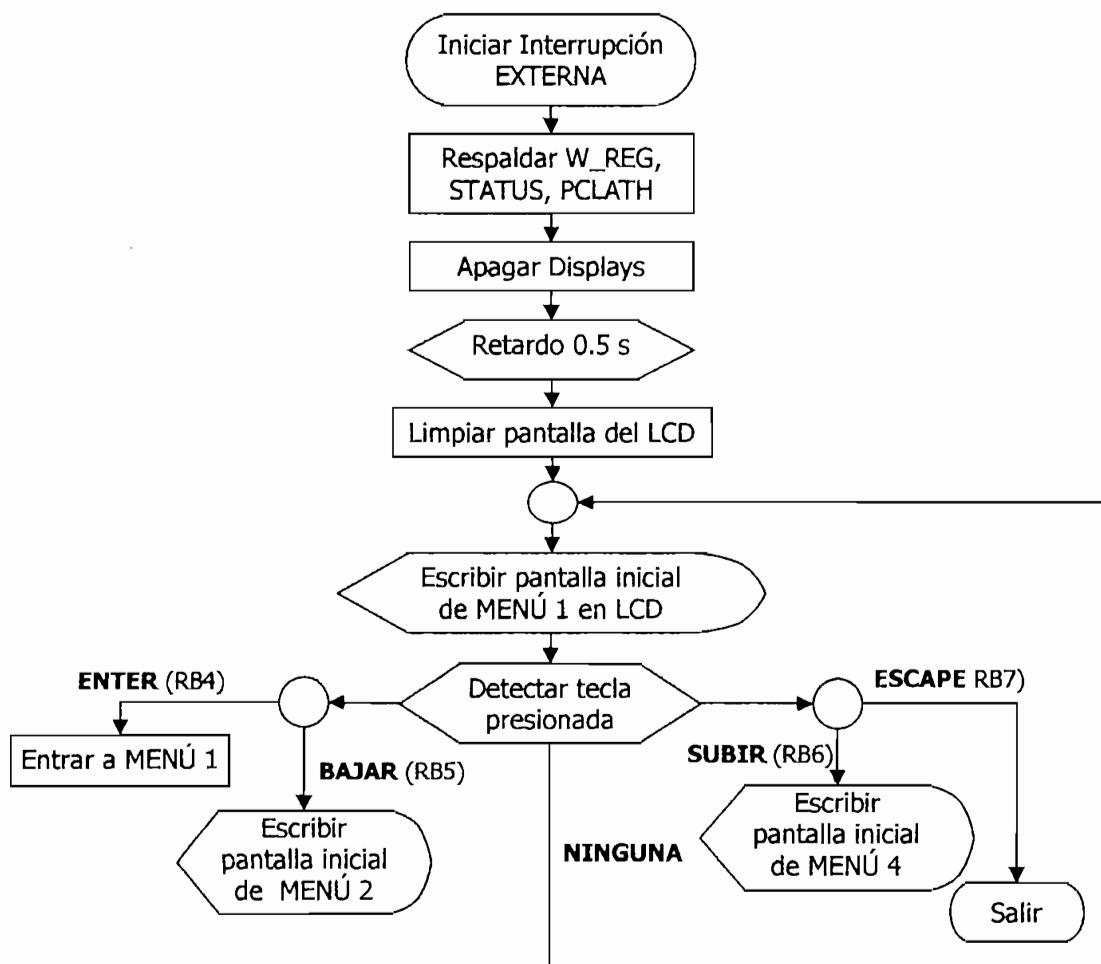 Iniciar Interrupción
EXTERNA
Respaldar W_REG,
STATUS, PCLATH
Apagar Displays
Retardo 0.5 s
Limpiar pantalla del LCD
Escribir pantalla inicial
de MENÚ 1 en LCD
ENTER (RB4)
Detectar tecla
presionada
ESCAPE RB7)
Entrar a MENÚ 1
BAJAR (RB5)
SUBIR (RB6)
Escribir
pantalla inicial
de MENÚ 2
NINGUNA
Escribir
pantalla inicial
de MENÚ 4
Salir